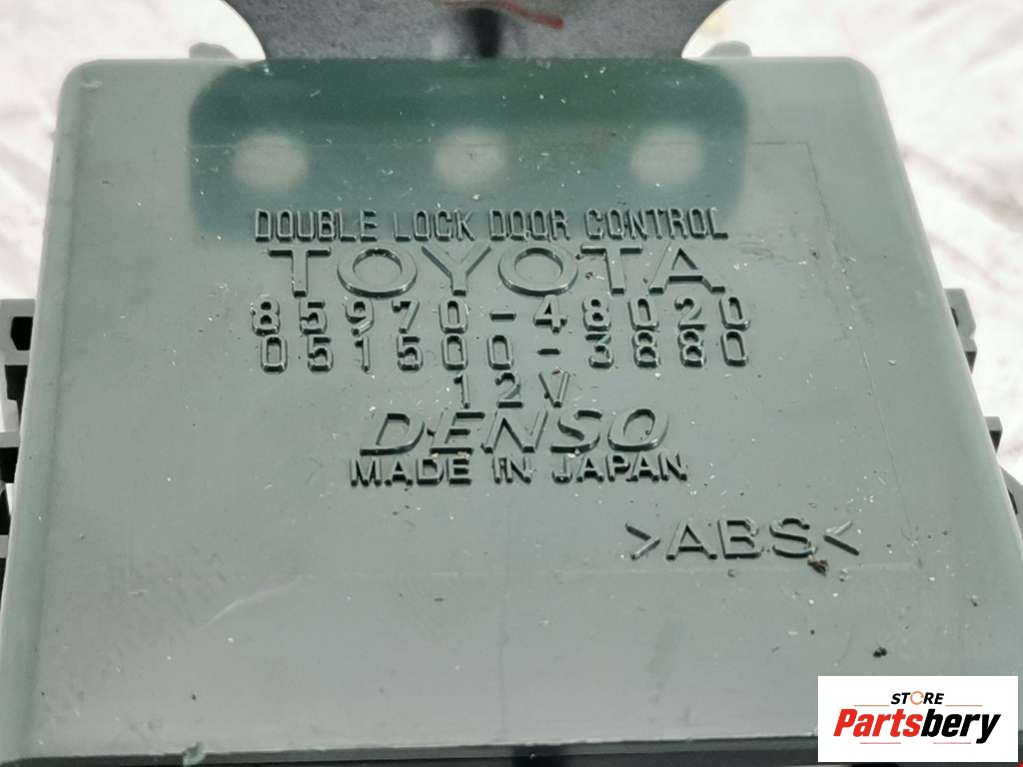 DOUBLE LOCK DOOR CONTROL
TOYOTA
85970-48020
051500-3880
12V
DENSO
MADE IN JAPAN
>ABS<
STORE
Partsbery